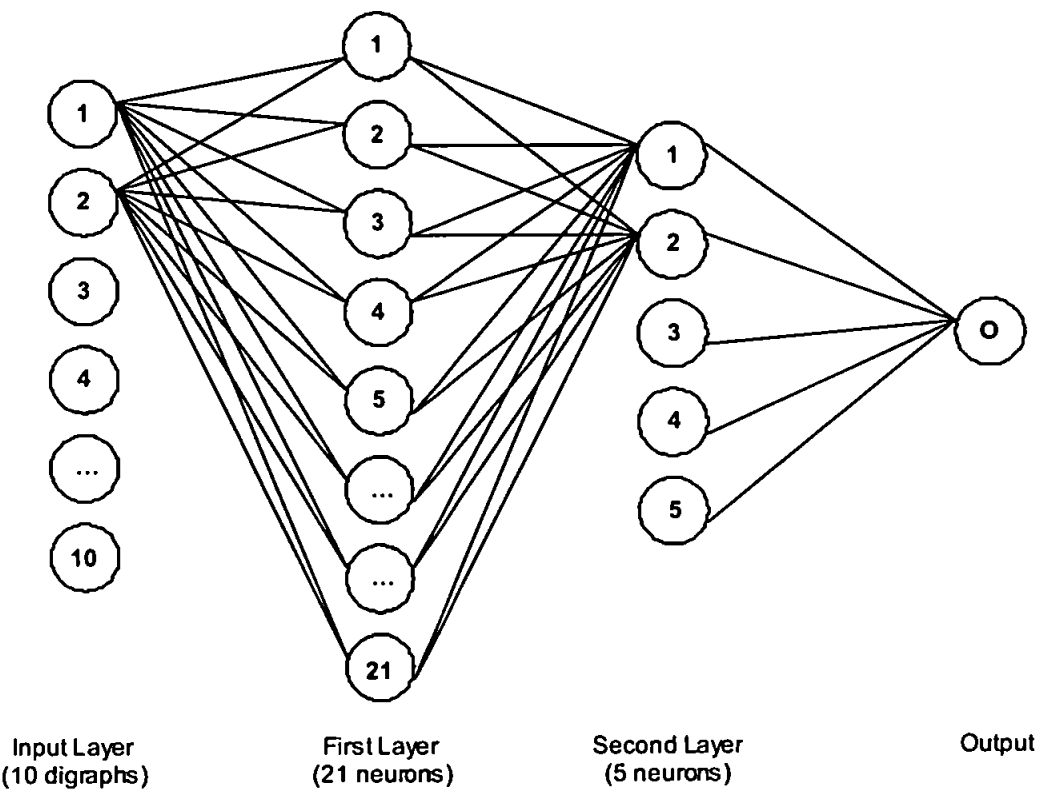 1
2
3
4
...
10
1
2
3
4
5
...
...
21
1
2
3
4
5
O
Input Layer
(10 digraphs)
First Layer
(21 neurons)
Second Layer
(5 neurons)
Output